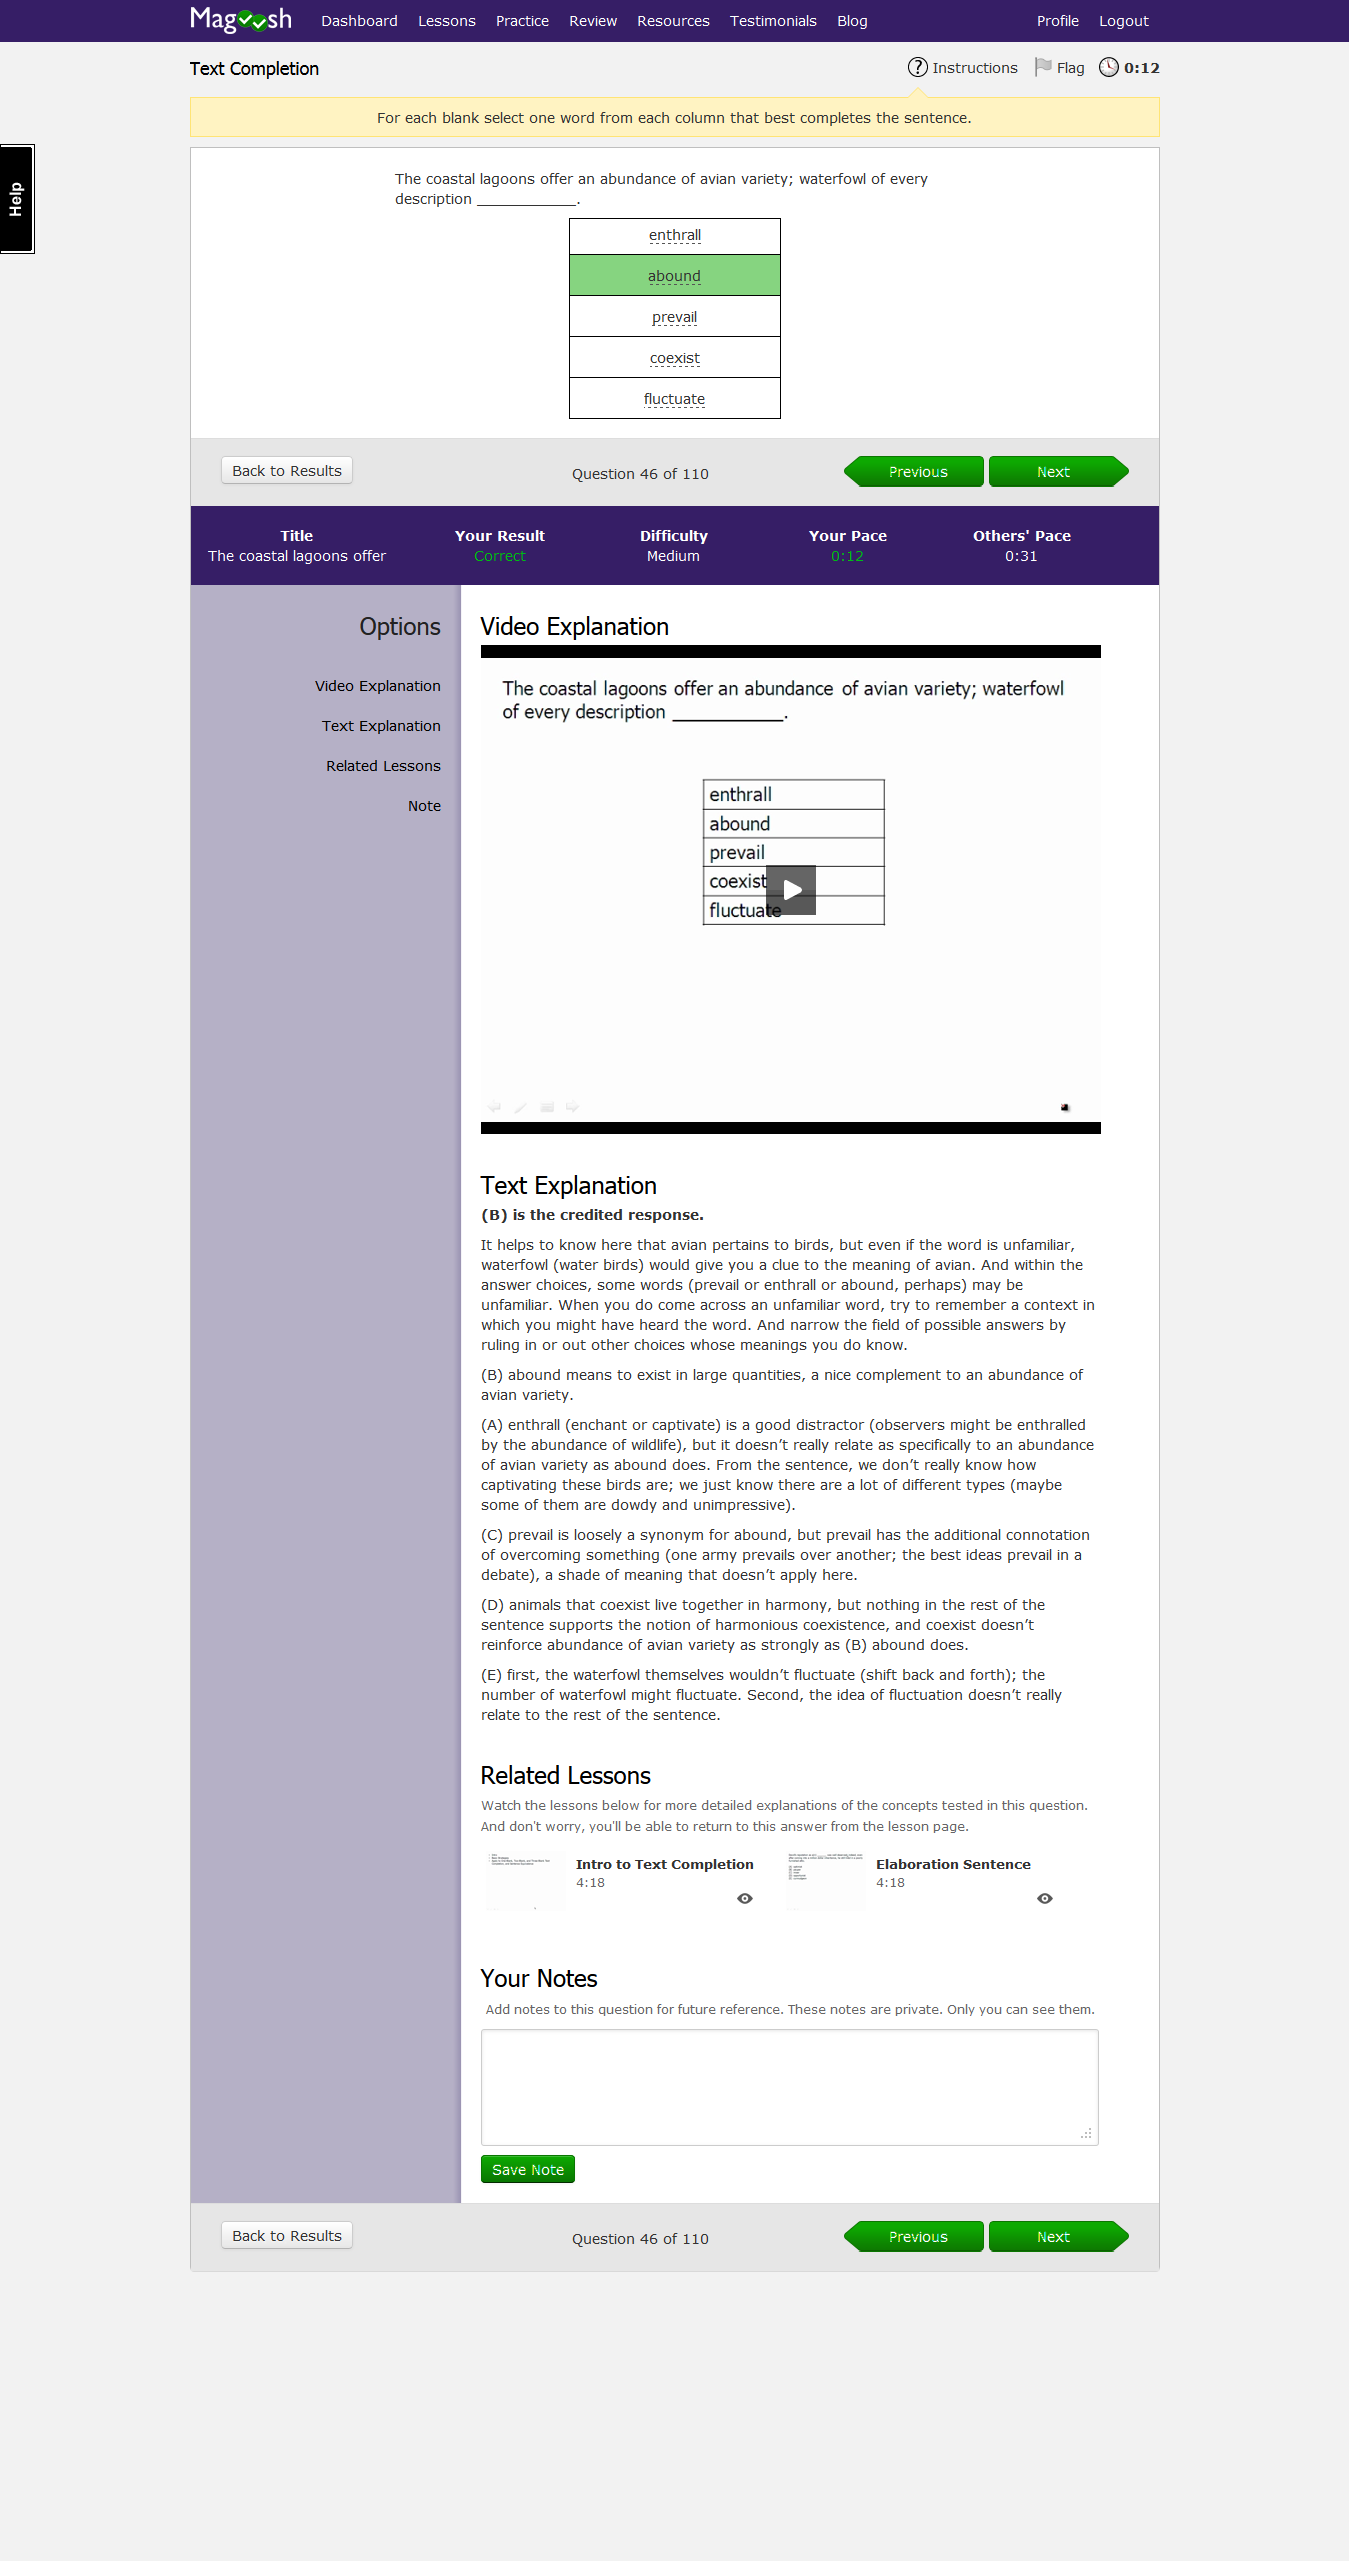 Magoosh Dashboard Lessons Practice Review Resources Testimonials Blog Profile Logout
Text Completion Instructions Flag 0:12
For each blank select one word from each column that best completes the sentence.
Help
The coastal lagoons offer an abundance of avian variety; waterfowl of every
description ____________.
enthrall
abound
prevail
coexist
fluctuate
Back to Results Question 46 of 110 Previous Next
Title Your Result Difficulty Your Pace Others' Pace
The coastal lagoons offer Correct Medium 0:12 0:31
Options
Video Explanation
Text Explanation
Related Lessons
Note
Video Explanation
The coastal lagoons offer an abundance of avian variety; waterfowl
of every description ___________.
enthrall
abound
prevail
coexist
fluctuate
Text Explanation
(B) is the credited response.
It helps to know here that avian pertains to birds, but even if the word is unfamiliar,
waterfowl (water birds) would give you a clue to the meaning of avian. And within the
answer choices, some words (prevail or enthrall or abound, perhaps) may be
unfamiliar. When you do come across an unfamiliar word, try to remember a context in
which you might have heard the word. And narrow the field of possible answers by
ruling in or out other choices whose meanings you do know.
(B) abound means to exist in large quantities, a nice complement to an abundance of
avian variety.
(A) enthrall (enchant or captivate) is a good distractor (observers might be enthralled
by the abundance of wildlife), but it doesn’t really relate as specifically to an abundance
of avian variety as abound does. From the sentence, we don’t really know how
captivating these birds are; we just know there are a lot of different types (maybe
some of them are dowdy and unimpressive).
(C) prevail is loosely a synonym for abound, but prevail has the additional connotation
of overcoming something (one army prevails over another; the best ideas prevail in a
debate), a shade of meaning that doesn’t apply here.
(D) animals that coexist live together in harmony, but nothing in the rest of the
sentence supports the notion of harmonious coexistence, and coexist doesn’t
reinforce abundance of avian variety as strongly as (B) abound does.
(E) first, the waterfowl themselves wouldn’t fluctuate (shift back and forth); the
number of waterfowl might fluctuate. Second, the idea of fluctuation doesn’t really
relate to the rest of the sentence.
Related Lessons
Watch the lessons below for more detailed explanations of the concepts tested in this question.
And don't worry, you'll be able to return to this answer from the lesson page.
Intro to Text Completion
4:18
Elaboration Sentence
4:18
Your Notes
Add notes to this question for future reference. These notes are private. Only you can see them.
Save Note
Back to Results Question 46 of 110 Previous Next